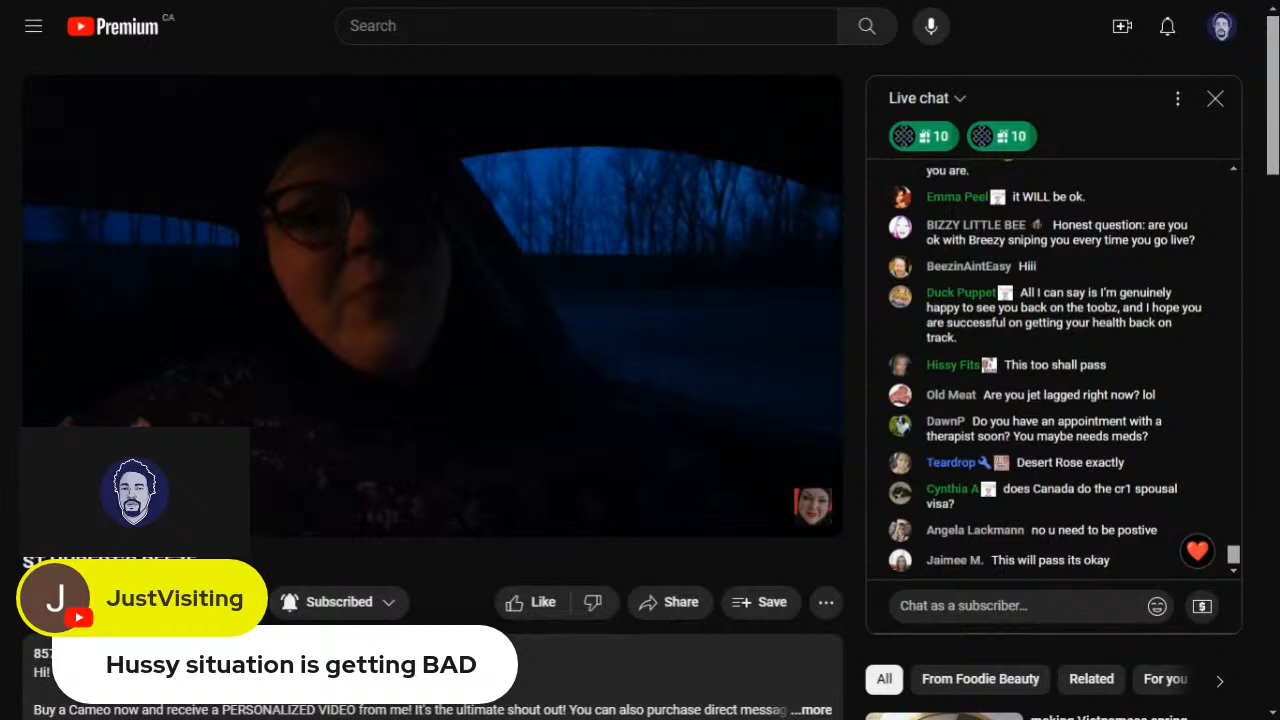 Premium CA
Search
Live chat
10 10
you are.
Emma Peel it WILL be ok.
BIZZY LITTLE BEE Honest question: are you
ok with Breezy sniping you every time you go live?
BeezinAintEasy Hiii
Duck Puppet All I can say is I'm genuinely
happy to see you back on the toobz, and I hope you
are successful on getting your health back on
track.
Hissy Fits This too shall pass
Old Meat Are you jet lagged right now? lol
DawnP Do you have an appointment with a
therapist soon? You maybe needs meds?
Teardrop Desert Rose exactly
Cynthia A does Canada do the cr1 spousal
visa?
Angela Lackmann no u need to be postive
Jaimee M. This will pass its okay
Chat as a subscriber...
J JustVisiting
Subscribed
Like
Share
Save
Hussy situation is getting BAD
857
Hi!
Buy a Cameo now and receive a PERSONALIZED VIDEO from me! It's the ultimate shout out! You can also purchase direct messag ...more
All
From Foodie Beauty
Related
For you
making Vietnamese spring